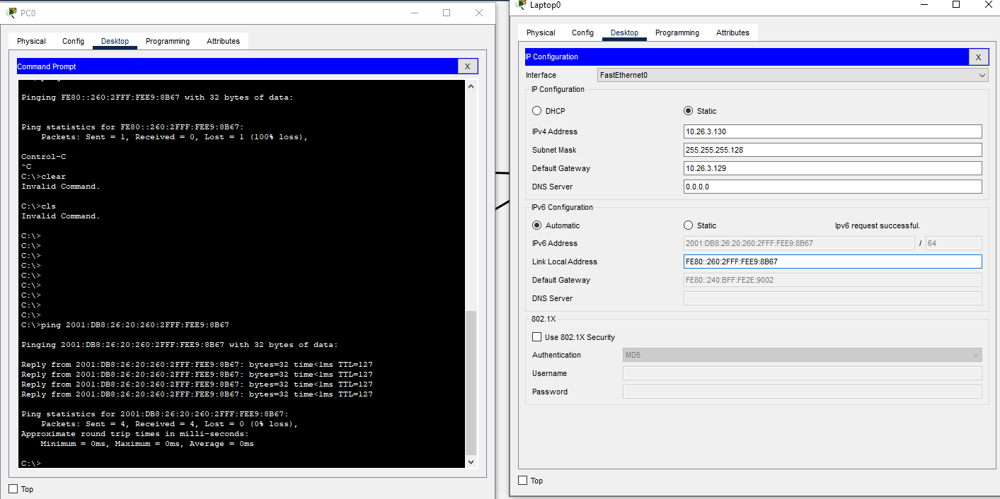 PC0
Physical Config Desktop Programming Attributes
Command Prompt X
Pinging FE80::260:2FFF:FEE9:8B67 with 32 bytes of data:
Ping statistics for FE80::260:2FFF:FEE9:8B67:
Packets: Sent = 1, Received = 0, Lost = 1 (100% loss),
Control-C
^C
C:\>clear
Invalid Command.
C:\>cls
Invalid Command.
C:\>
C:\>
C:\>
C:\>
C:\>
C:\>
C:\>
C:\>
C:\>
C:\>ping 2001:DB8:26:20:260:2FFF:FEE9:8B67
Pinging 2001:DB8:26:20:260:2FFF:FEE9:8B67 with 32 bytes of data:
Reply from 2001:DB8:26:20:260:2FFF:FEE9:8B67: bytes=32 time<1ms TTL=127
Reply from 2001:DB8:26:20:260:2FFF:FEE9:8B67: bytes=32 time<1ms TTL=127
Reply from 2001:DB8:26:20:260:2FFF:FEE9:8B67: bytes=32 time<1ms TTL=127
Reply from 2001:DB8:26:20:260:2FFF:FEE9:8B67: bytes=32 time<1ms TTL=127
Ping statistics for 2001:DB8:26:20:260:2FFF:FEE9:8B67:
Packets: Sent = 4, Received = 4, Lost = 0 (0% loss),
Approximate round trip times in milli-seconds:
Minimum = 0ms, Maximum = 0ms, Average = 0ms
C:\>
Top
Laptop0
Physical Config Desktop Programming Attributes
IP Configuration X
Interface FastEthernet0
IP Configuration
DHCP Static
IPv4 Address 10.26.3.130
Subnet Mask 255.255.255.128
Default Gateway 10.26.3.129
DNS Server 0.0.0.0
IPv6 Configuration
Automatic Static Ipv6 request successful.
IPv6 Address 2001:DB8:26:20:260:2FFF:FEE9:8B67 / 64
Link Local Address FE80::260:2FFF:FEE9:8B67
Default Gateway FE80::240:BFF:FE2E:9002
DNS Server
802.1X
Use 802.1X Security
Authentication MD5
Username
Password
Top